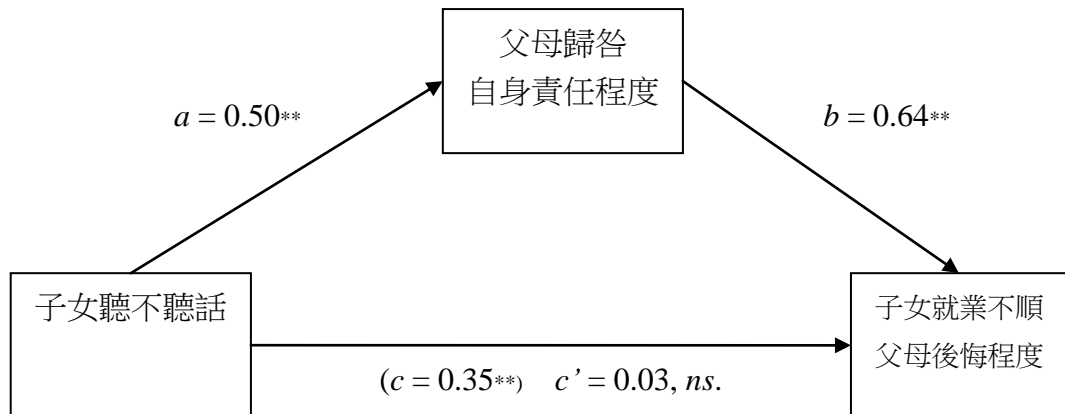 父母歸咎
自身責任程度
a = 0.50**
b = 0.64**
子女聽不聽話
子女就業不順
父母後悔程度
(c = 0.35**) c’ = 0.03, ns.